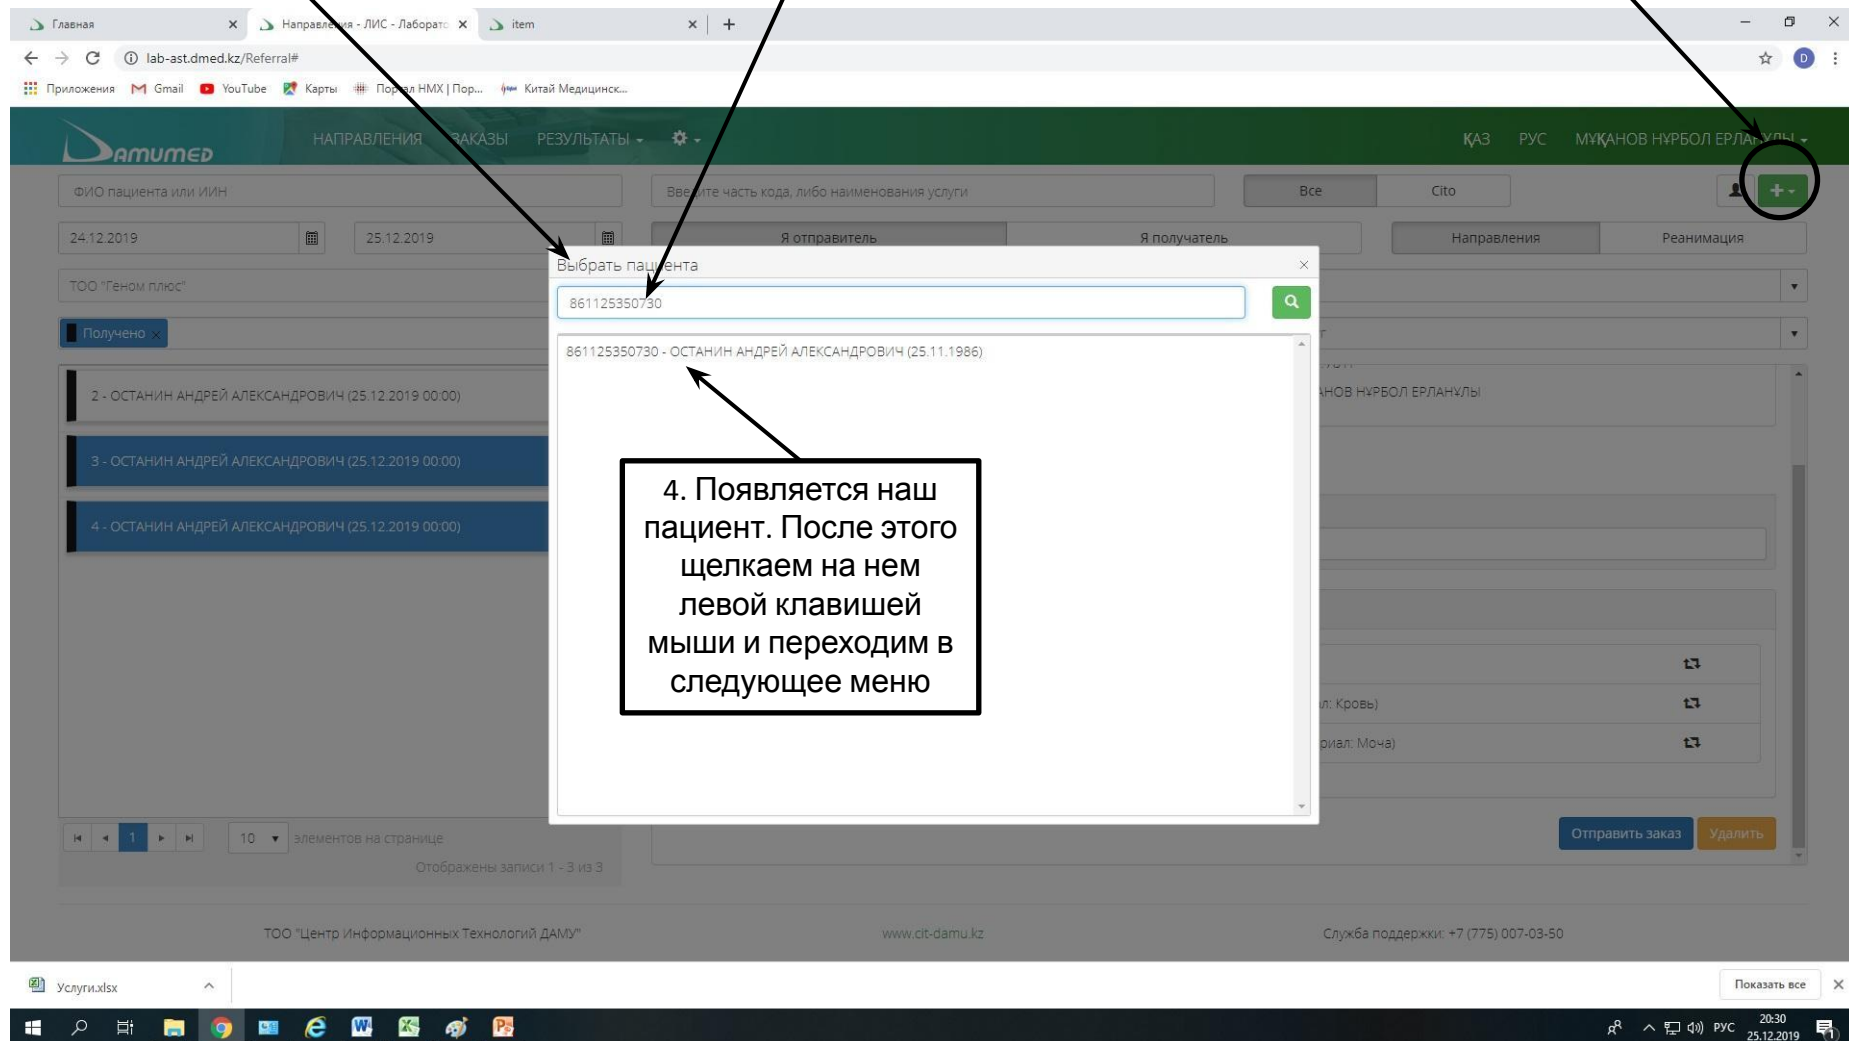 Главная
Направления - ЛИС - Лаборато
item
lab-ast.dmed.kz/Referral#
Приложения
Gmail
YouTube
Карты
Портал НМХ | Пор...
Китай Медицинск...
DAMUMED
НАПРАВЛЕНИЯ
ЗАКАЗЫ
РЕЗУЛЬТАТЫ
ҚАЗ
РУС
МҰҚАНОВ НҰРБОЛ ЕРЛАНҰЛЫ
ФИО пациента или ИИН
Введите часть кода, либо наименования услуги
Все
Cito
24.12.2019
25.12.2019
Я отправитель
Я получатель
Направления
Реанимация
ТОО "Геном плюс"
Получено
Выбрать пациента
861125350730
861125350730 - ОСТАНИН АНДРЕЙ АЛЕКСАНДРОВИЧ (25.11.1986)
2 - ОСТАНИН АНДРЕЙ АЛЕКСАНДРОВИЧ (25.12.2019 00:00)
АНОВ НҰРБОЛ ЕРЛАНҰЛЫ
3 - ОСТАНИН АНДРЕЙ АЛЕКСАНДРОВИЧ (25.12.2019 00:00)
4 - ОСТАНИН АНДРЕЙ АЛЕКСАНДРОВИЧ (25.12.2019 00:00)
4. Появляется наш
пациент. После этого
щелкаем на нем
левой клавишей
мыши и переходим в
следующее меню
л: Кровь)
риал: Моча)
1
10
элементов на странице
Отображены записи 1 - 3 из 3
Отправить заказ
Удалить
ТОО "Центр Информационных Технологий ДАМУ"
www.cit-damu.kz
Служба поддержки: +7 (775) 007-03-50
Услуги.xlsx
Показать все
РУС
20:30
25.12.2019